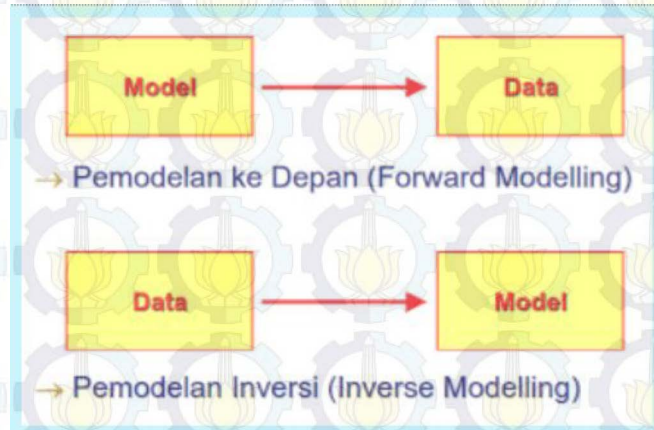 Model Data
→ Pemodelan ke Depan (Forward Modelling)
Data Model
→ Pemodelan Inversi (Inverse Modelling)